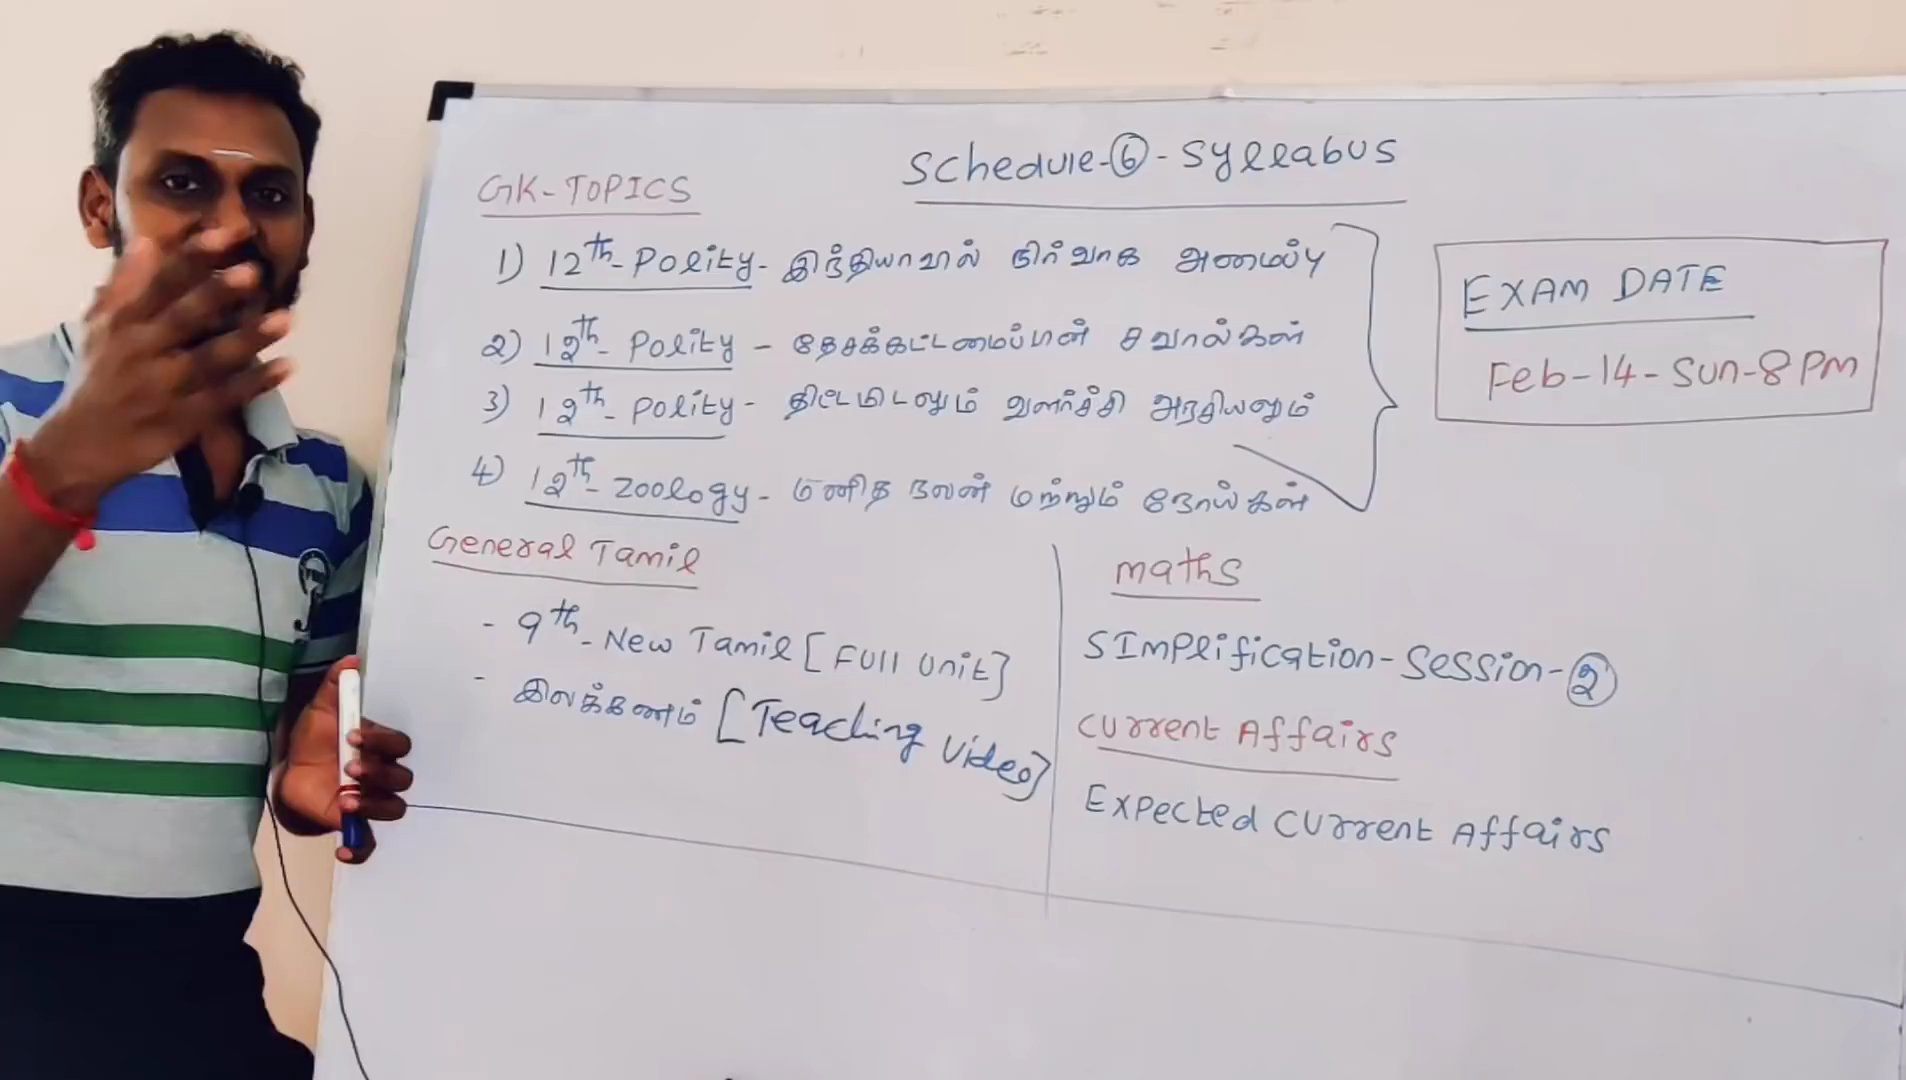 Schedule-6-Syllabus
GK-TOPICS
1) 12th-Polity- இந்தியாவில் நிர்வாக அமைப்பு
2) 12th-Polity - தேசக்கட்டமைப்பின் சவால்கள்
3) 12th-Polity - திட்டமிடலும் வளர்ச்சி அரசியலும்
4) 12th-Zoology- மனித நலன் மற்றும் நோய்கள்
EXAM DATE
Feb-14-Sun-8PM
General Tamil
- 9th-New Tamil [Full Unit]
- இலக்கணம் [Teaching Video]
maths
SImplification-Session-2
Current Affairs
Expected Current Affairs